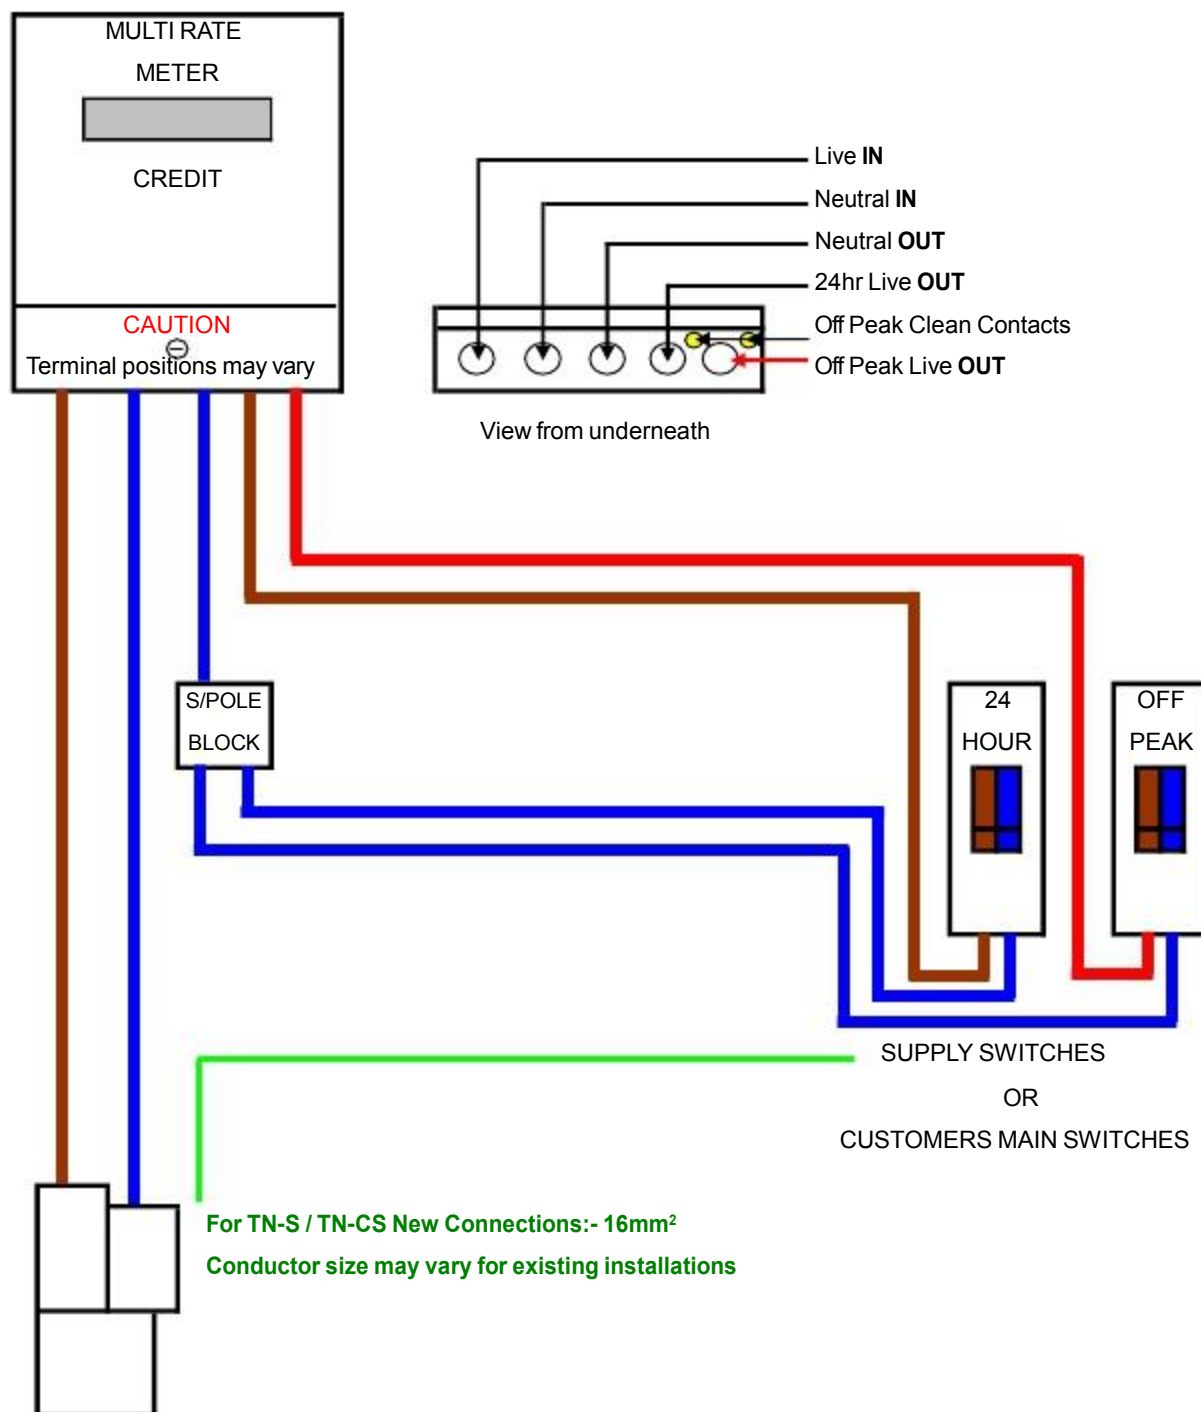 MULTI RATE
METER
CREDIT
CAUTION
Terminal positions may vary
Live IN
Neutral IN
Neutral OUT
24hr Live OUT
Off Peak Clean Contacts
Off Peak Live OUT
View from underneath
S/POLE
BLOCK
24
HOUR
OFF
PEAK
SUPPLY SWITCHES
OR
CUSTOMERS MAIN SWITCHES
For TN-S / TN-CS New Connections:- 16mm²
Conductor size may vary for existing installations